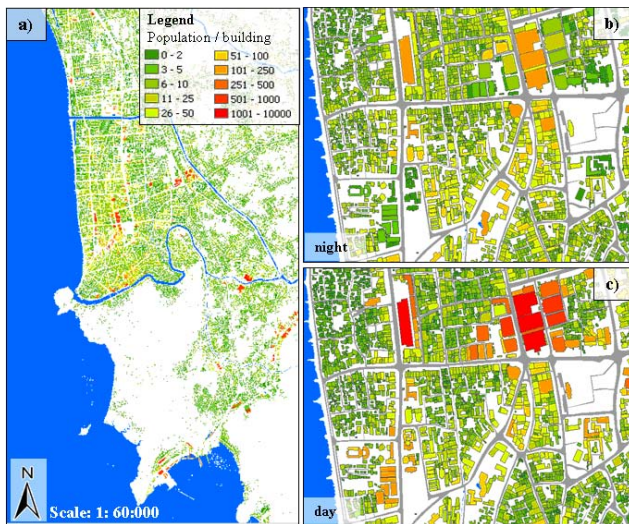 a)
Legend
Population / building
0 - 2
3 - 5
6 - 10
11 - 25
26 - 50
51 - 100
101 - 250
251 - 500
501 - 1000
1001 - 10000
N
Scale: 1: 60:000
b)
night
c)
day